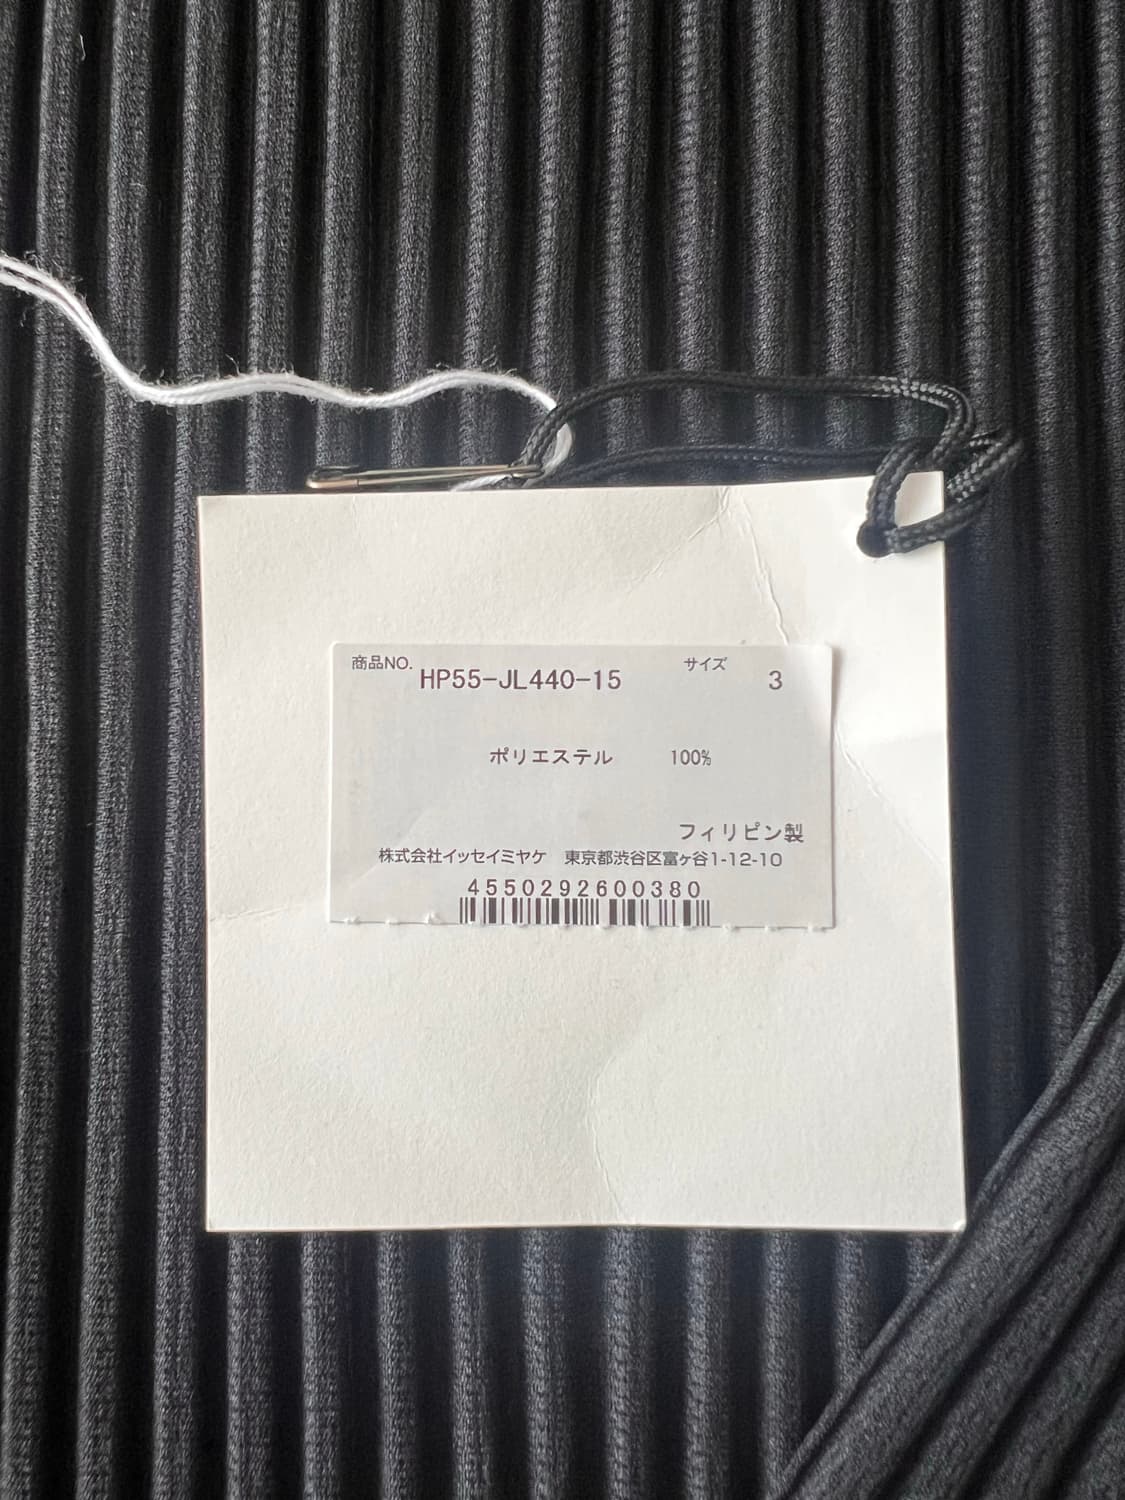 商品NO. HP55-JL440-15 サイズ 3
ポリエステル 100%
フィリピン製
株式会社イッセイミヤケ 東京都渋谷区富ヶ谷1-12-10
4550292600380